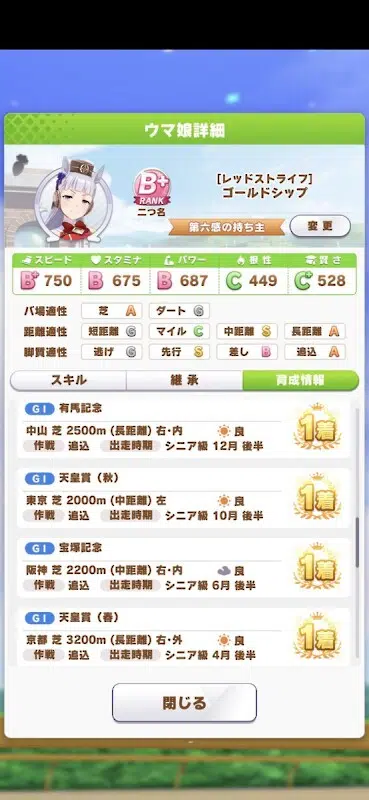 ウマ娘詳細
B+
RANK
二つ名
[レッドストライフ]
ゴールドシップ
第六感の持ち主
変更
スピード スタミナ パワー 根性 賢さ
B+ 750 B 675 B 687 C 449 C+ 528
バ場適性 芝 A ダート G
距離適性 短距離 G マイル C 中距離 S 長距離 A
脚質適性 逃げ G 先行 S 差し B 追込 A
スキル 継承 育成情報
GI 有馬記念
中山 芝 2500m (長距離) 右・内 良
作戦 追込 出走時期 シニア級 12月 後半
1着
GI 天皇賞（秋）
東京 芝 2000m (中距離) 左 良
作戦 追込 出走時期 シニア級 10月 後半
1着
GI 宝塚記念
阪神 芝 2200m (中距離) 右・内 良
作戦 追込 出走時期 シニア級 6月 後半
1着
GI 天皇賞（春）
京都 芝 3200m (長距離) 右・外 良
作戦 追込 出走時期 シニア級 4月 後半
1着
閉じる